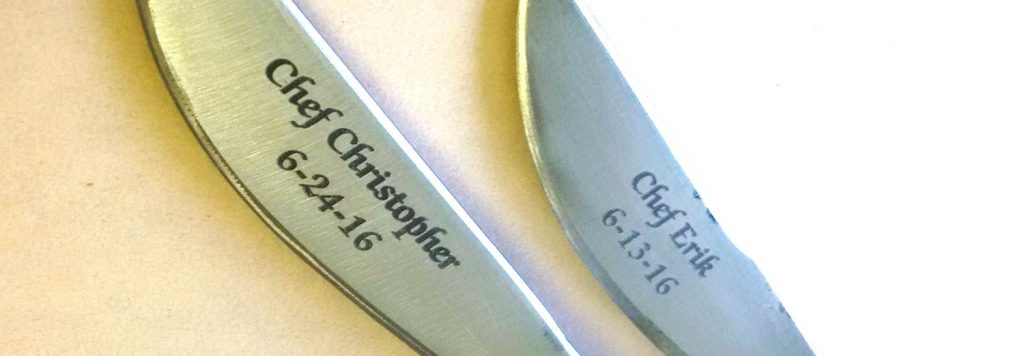 Chef Christopher
6-24-16
Chef Erik
6-13-16